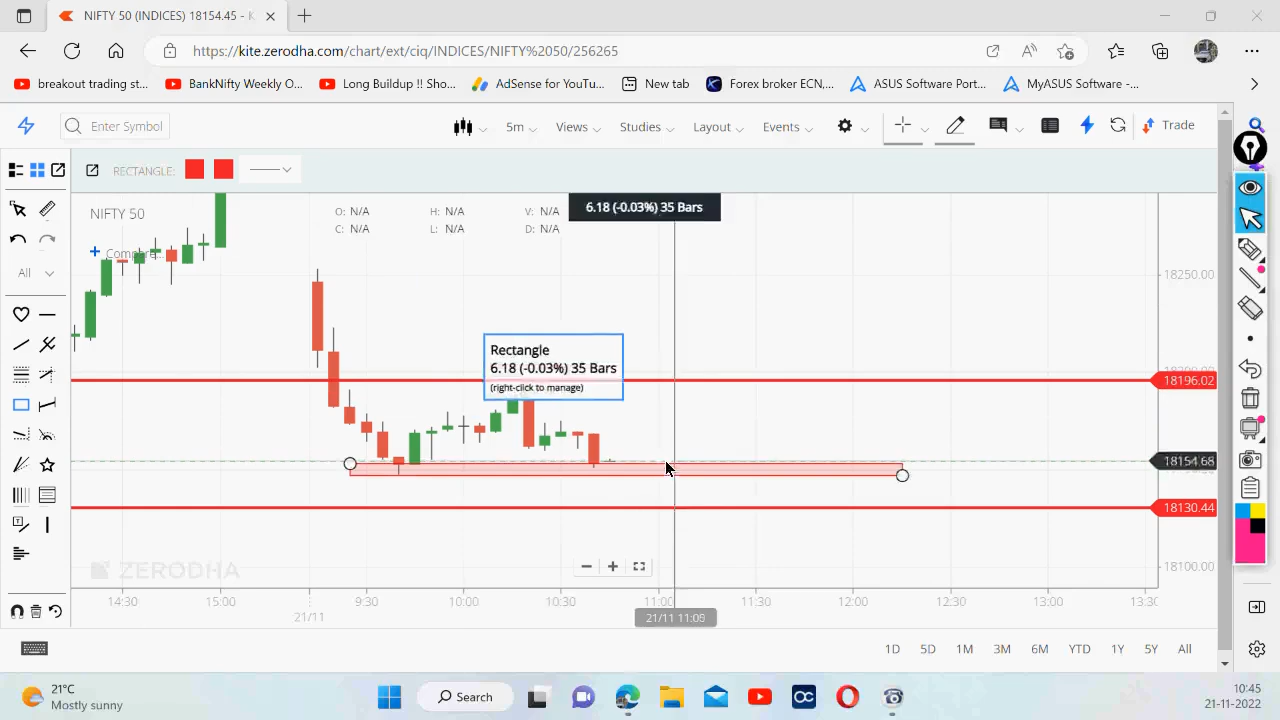 NIFTY 50 (INDICES) 18154.45 - K
https://kite.zerodha.com/chart/ext/ciq/INDICES/NIFTY%2050/256265
breakout trading st...
BankNifty Weekly O...
Long Buildup !! Sho...
AdSense for YouTu...
New tab
Forex broker ECN,...
ASUS Software Port...
MyASUS Software -...
Enter Symbol
5m
Views
Studies
Layout
Events
Trade
RECTANGLE:
6.18 (-0.03%) 35 Bars
NIFTY 50
O: N/A H: N/A V: N/A
C: N/A L: N/A D: N/A
Compare...
All
18250.00
Rectangle
6.18 (-0.03%) 35 Bars
(right-click to manage)
18196.02
18154.68
18130.44
18100.00
ZERODHA
14:30 15:00 9:30 10:00 10:30 11:00 11:30 12:00 12:30 13:00 13:30
21/11
1D 5D 1M 3M 6M YTD 1Y 5Y All
21°C
Mostly sunny
Search
10:45
21-11-2022